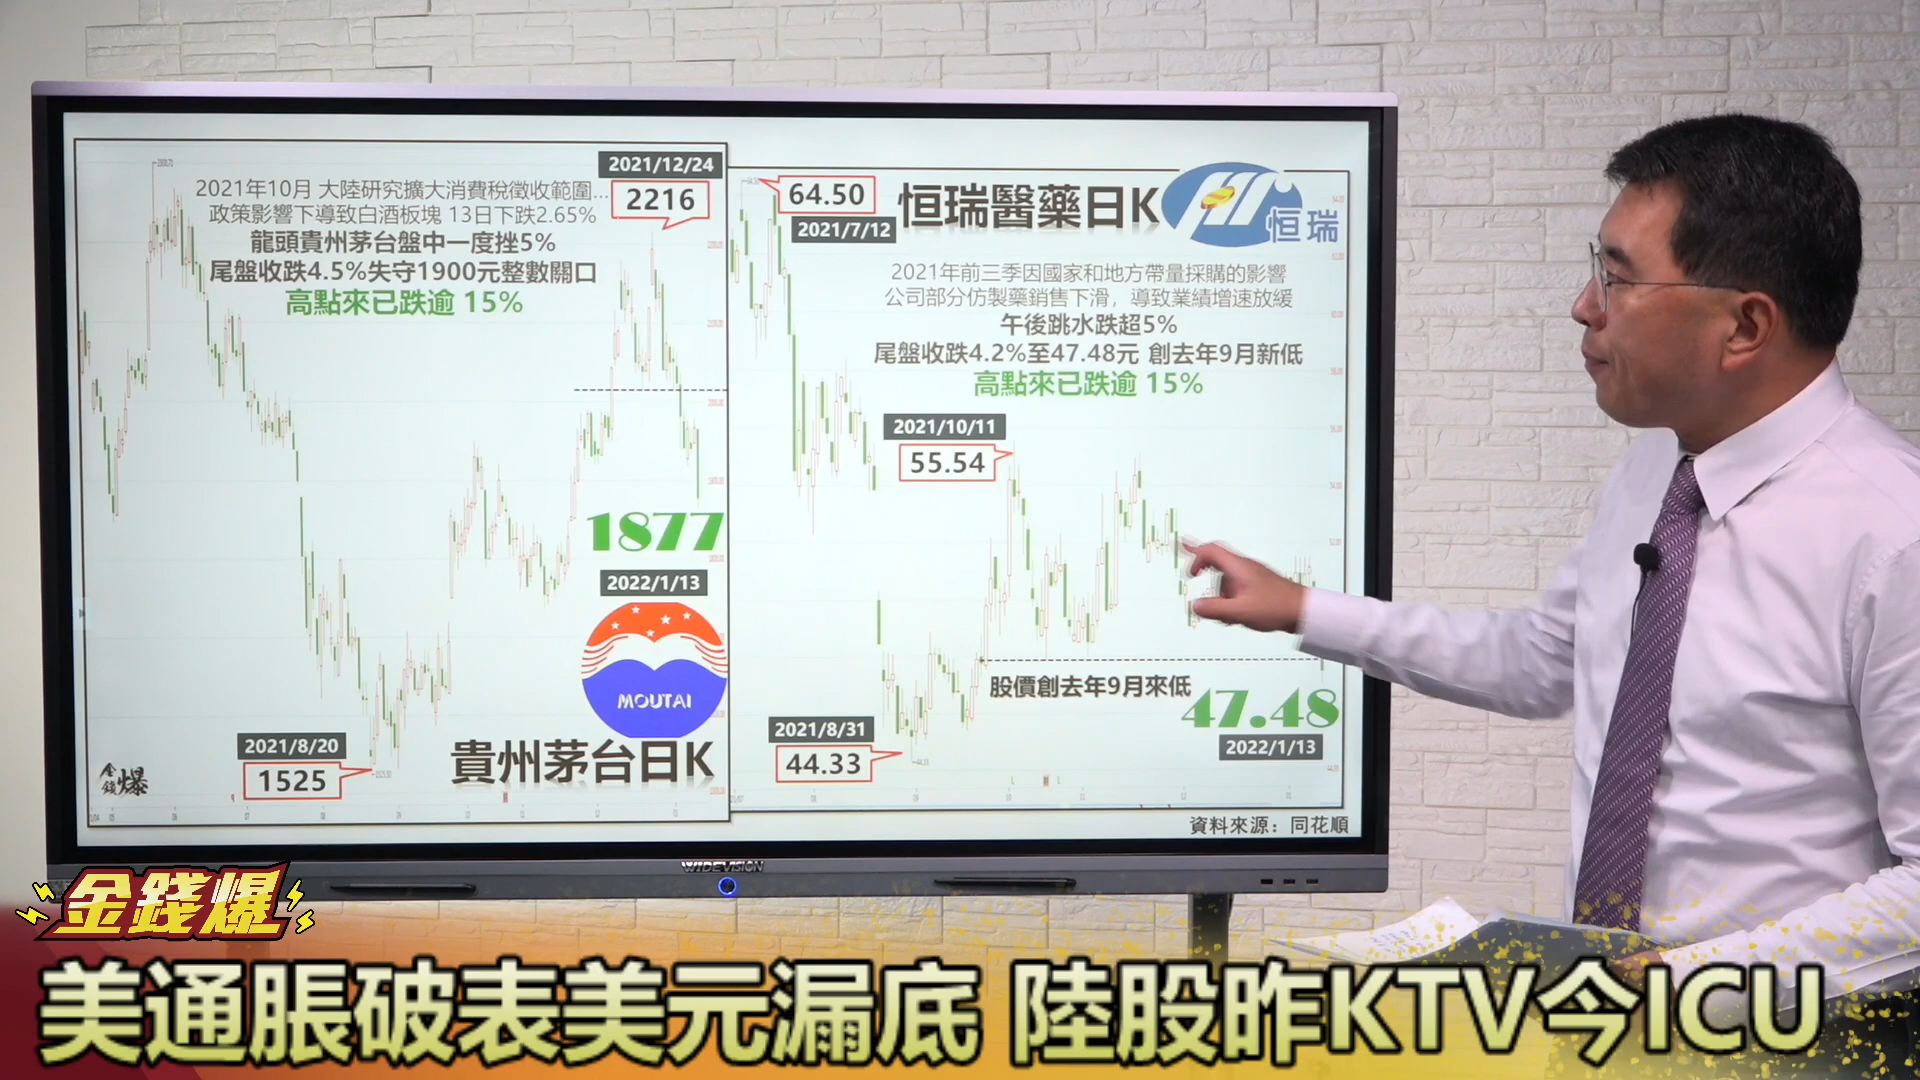 2021年10月 大陸研究擴大消費稅徵收範圍...
政策影響下導致白酒板塊 13日下跌2.65%
龍頭貴州茅台盤中一度挫5%
尾盤收跌4.5%失守1900元整數關口
高點來已跌逾 15%
2021/12/24
2216
1877
2022/1/13
MOUTAI
2021/8/20
1525
貴州茅台日K
金錢爆
64.50
2021/7/12
恒瑞醫藥日K
恒瑞
2021年前三季因國家和地方帶量採購的影響
公司部分仿製藥銷售下滑，導致業績增速放緩
午後跳水跌超5%
尾盤收跌4.2%至47.48元 創去年9月新低
高點來已跌逾 15%
2021/10/11
55.54
股價創去年9月來低
47.48
2022/1/13
2021/8/31
44.33
資料來源：同花順
WIDEVISION
金錢爆
美通脹破表美元漏底 陸股昨KTV今ICU